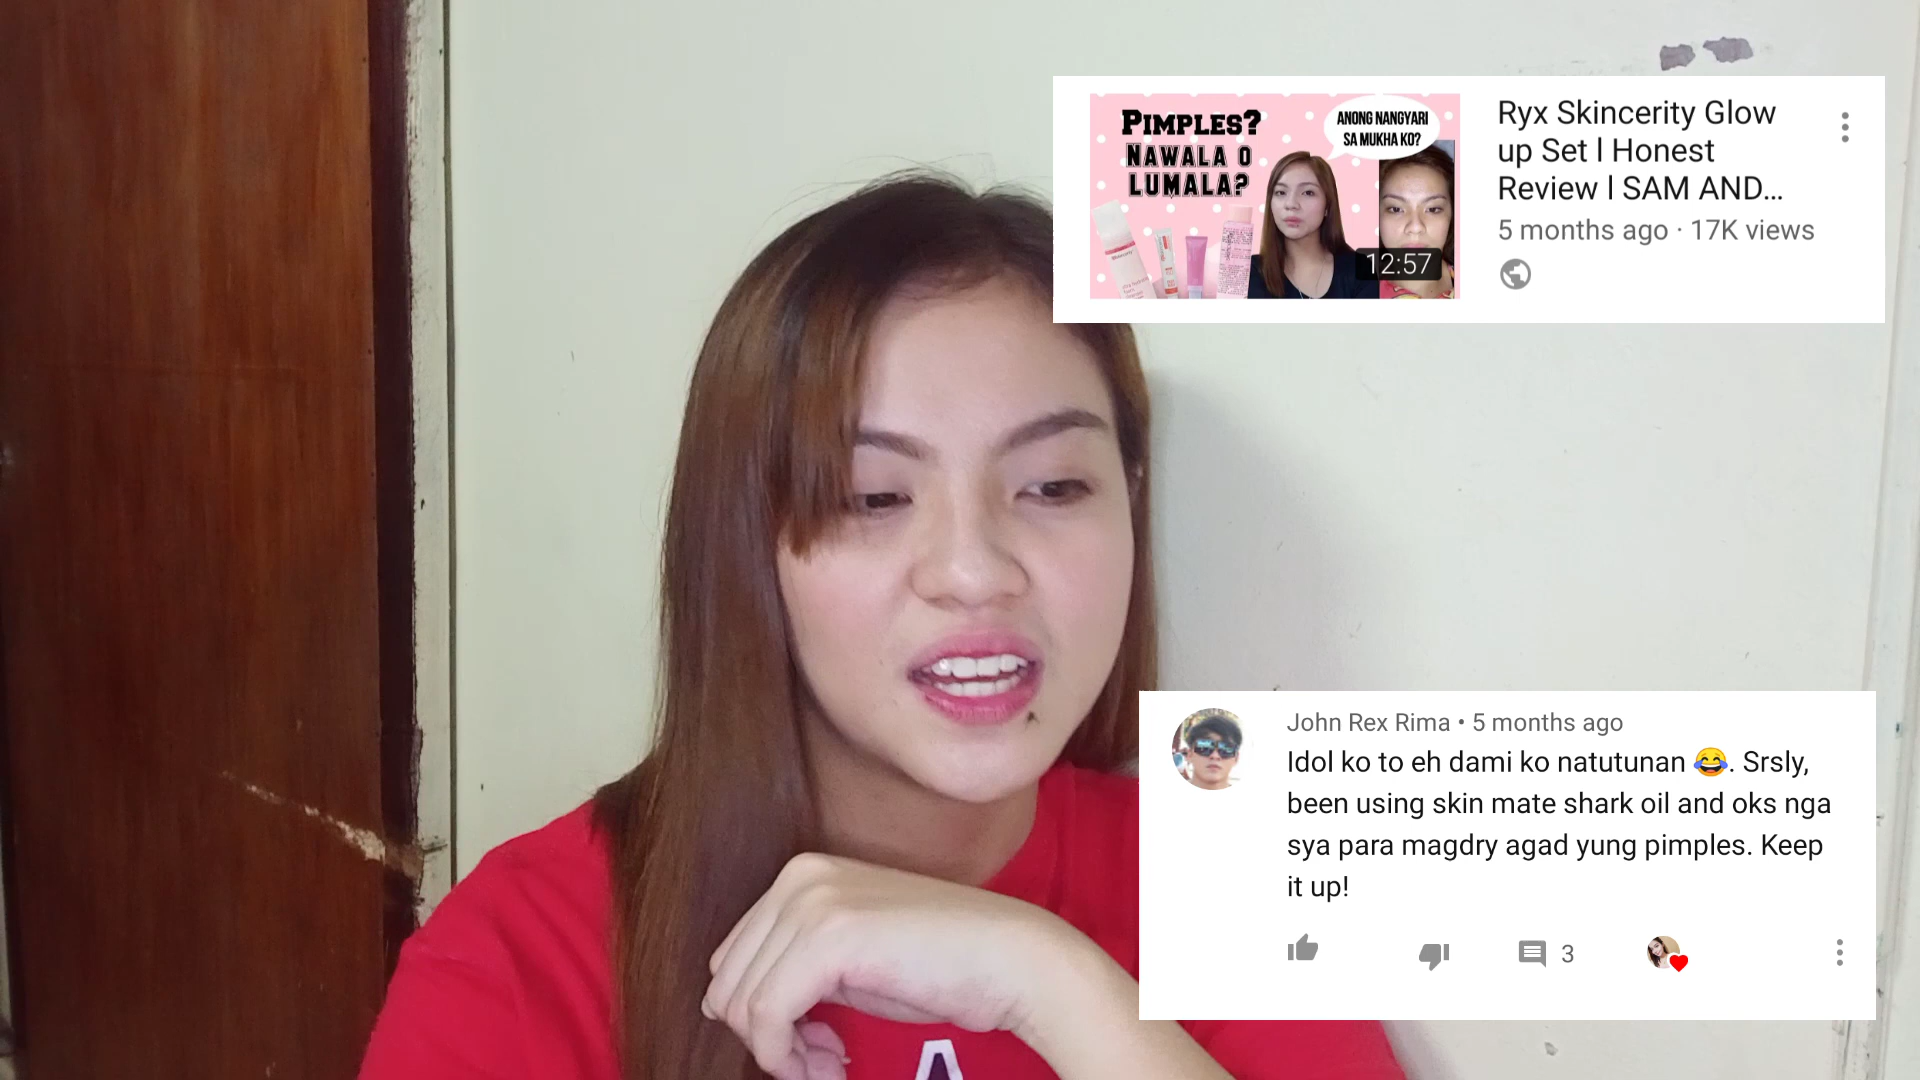 PIMPLES?
NAWALA O
LUMALA?
ANONG NANGYARI
SA MUKHA KO?
12:57
Ryx Skincerity Glow
up Set l Honest
Review l SAM AND...
5 months ago · 17K views
John Rex Rima • 5 months ago
Idol ko to eh dami ko natutunan 😂. Srsly,
been using skin mate shark oil and oks nga
sya para magdry agad yung pimples. Keep
it up!
3
A